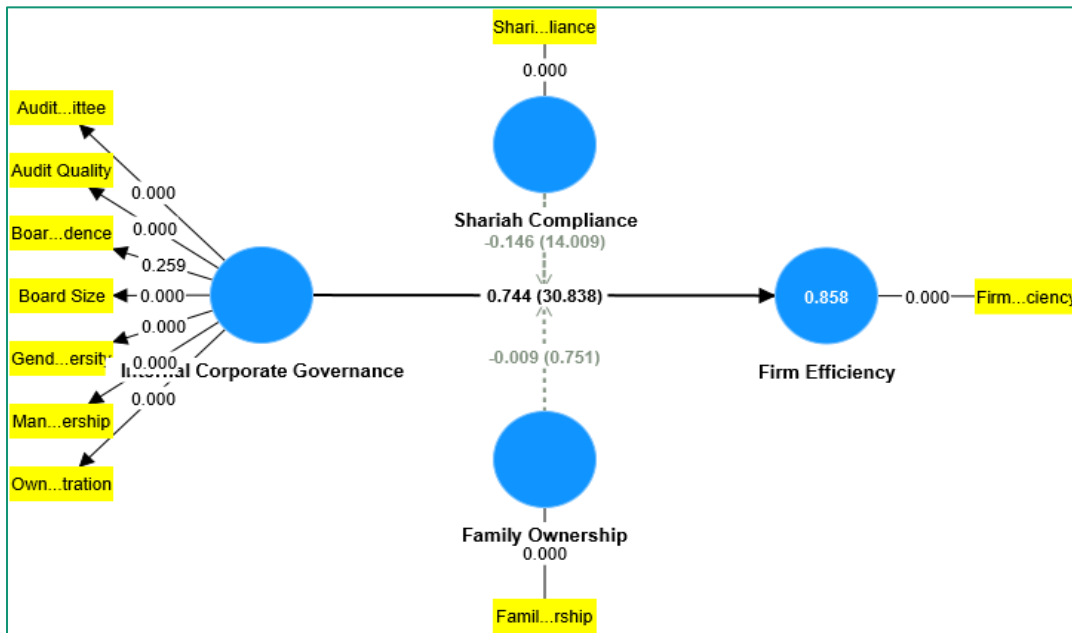 Shari...liance
0.000
Audit...ittee
Audit Quality
Boar...dence
Board Size
Gend...ersity
Man...ership
Own...tration
0.000
0.000
0.259
0.000
0.000
0.000
0.000
Internal Corporate Governance
Shariah Compliance
-0.146 (14.009)
0.744 (30.838)
-0.009 (0.751)
Family Ownership
0.000
Famil...rship
0.858
Firm Efficiency
0.000
Firm...ciency